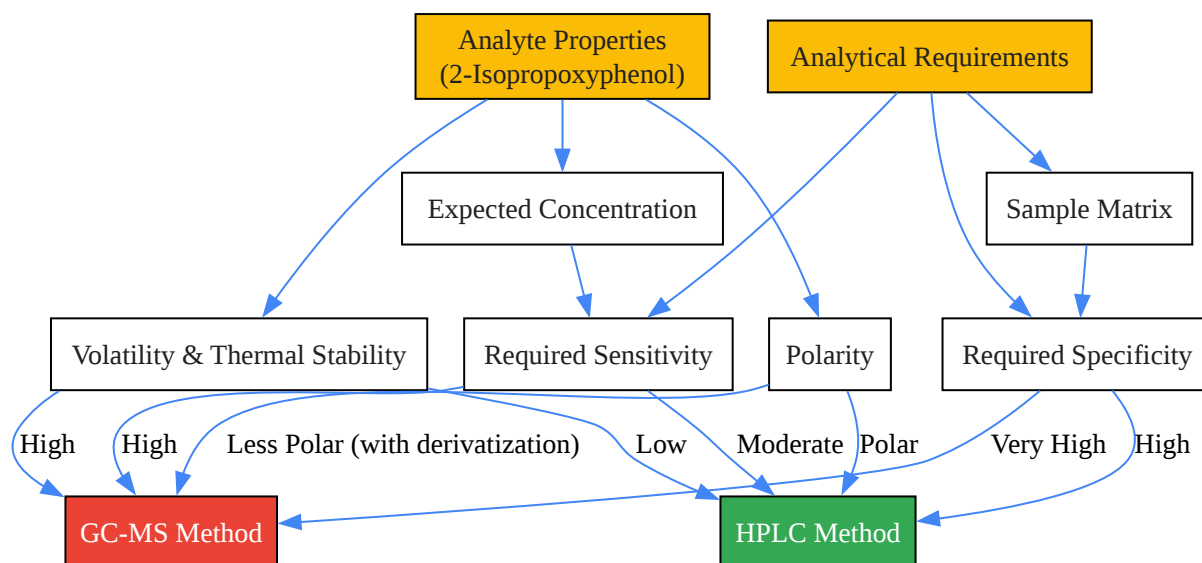 Analyte Properties
(2-Isopropoxyphenol)
Analytical Requirements
Expected Concentration
Sample Matrix
Volatility & Thermal Stability
Required Sensitivity
Polarity
Required Specificity
High
High
Less Polar (with derivatization)
Low
Moderate
Polar
Very High
High
GC-MS Method
HPLC Method